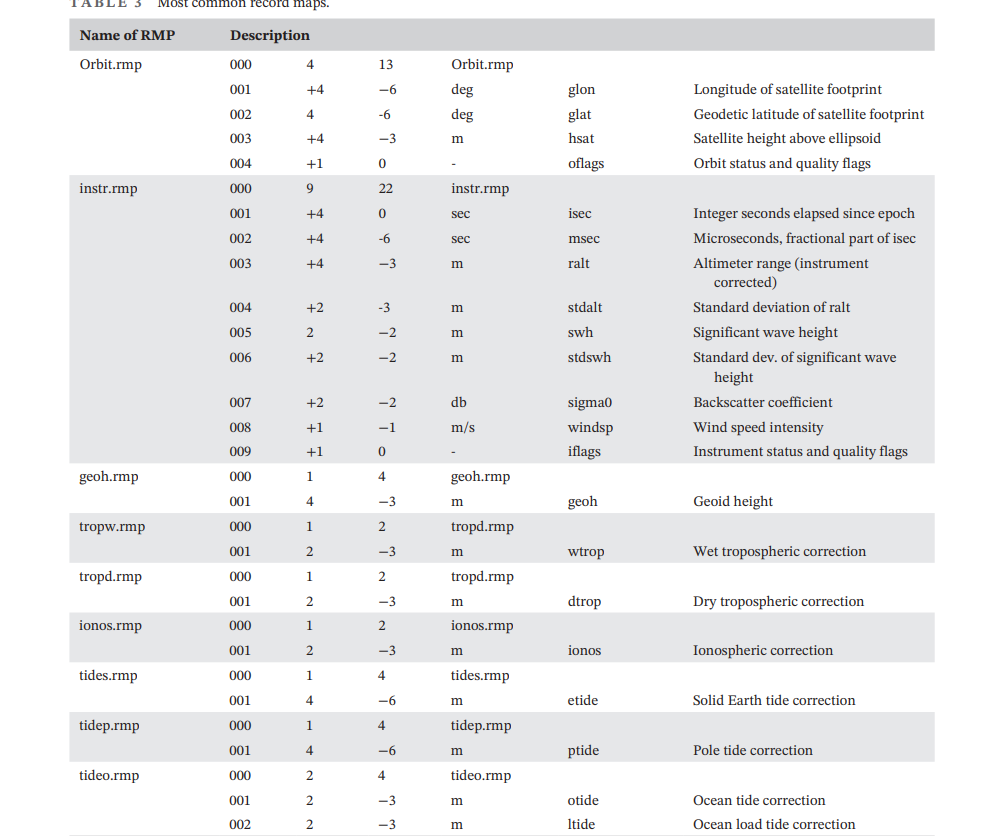 TABLE 3 Most common record maps.
Name of RMP Description
Orbit.rmp 000 4 13 Orbit.rmp
001 +4 −6 deg glon Longitude of satellite footprint
002 4 -6 deg glat Geodetic latitude of satellite footprint
003 +4 −3 m hsat Satellite height above ellipsoid
004 +1 0 - oflags Orbit status and quality flags
instr.rmp 000 9 22 instr.rmp
001 +4 0 sec isec Integer seconds elapsed since epoch
002 +4 -6 sec msec Microseconds, fractional part of isec
003 +4 −3 m ralt Altimeter range (instrument
corrected)
004 +2 -3 m stdalt Standard deviation of ralt
005 2 −2 m swh Significant wave height
006 +2 −2 m stdswh Standard dev. of significant wave
height
007 +2 −2 db sigma0 Backscatter coefficient
008 +1 −1 m/s windsp Wind speed intensity
009 +1 0 - iflags Instrument status and quality flags
geoh.rmp 000 1 4 geoh.rmp
001 4 −3 m geoh Geoid height
tropw.rmp 000 1 2 tropd.rmp
001 2 −3 m wtrop Wet tropospheric correction
tropd.rmp 000 1 2 tropd.rmp
001 2 −3 m dtrop Dry tropospheric correction
ionos.rmp 000 1 2 ionos.rmp
001 2 −3 m ionos Ionospheric correction
tides.rmp 000 1 4 tides.rmp
001 4 −6 m etide Solid Earth tide correction
tidep.rmp 000 1 4 tidep.rmp
001 4 −6 m ptide Pole tide correction
tideo.rmp 000 2 4 tideo.rmp
001 2 −3 m otide Ocean tide correction
002 2 −3 m ltide Ocean load tide correction